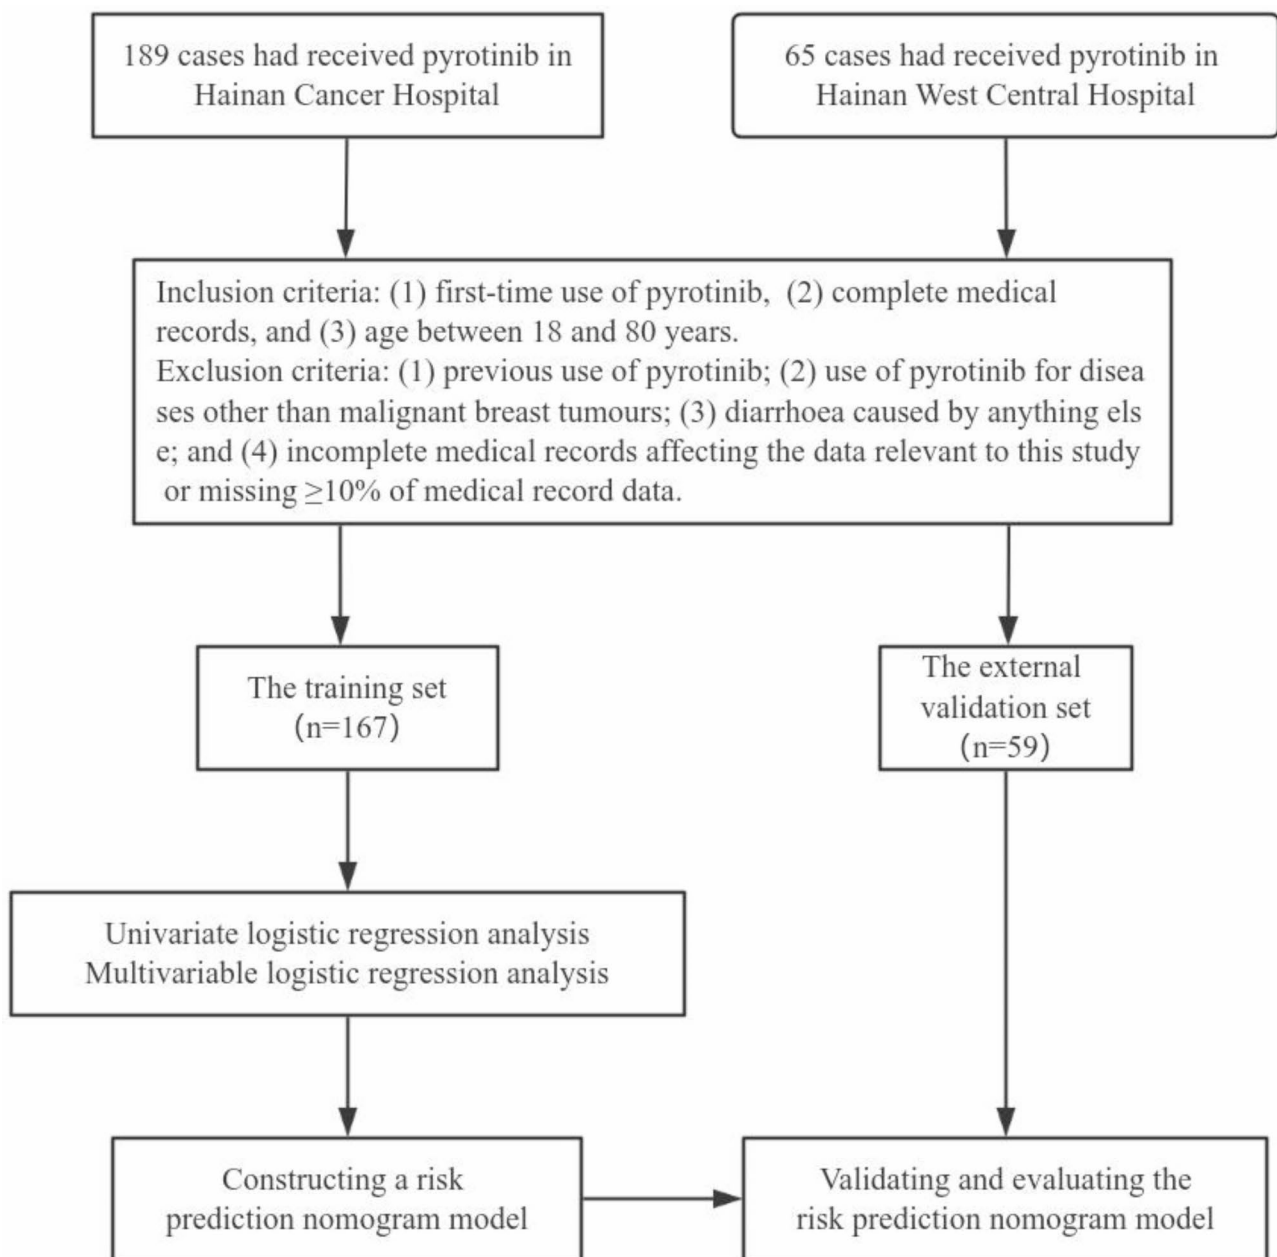 189 cases had received pyrotinib in
Hainan Cancer Hospital
65 cases had received pyrotinib in
Hainan West Central Hospital
Inclusion criteria: (1) first-time use of pyrotinib, (2) complete medical
records, and (3) age between 18 and 80 years.
Exclusion criteria: (1) previous use of pyrotinib; (2) use of pyrotinib for disea
ses other than malignant breast tumours; (3) diarrhoea caused by anything els
e; and (4) incomplete medical records affecting the data relevant to this study
or missing ≥10% of medical record data.
The training set
(n=167)
The external
validation set
(n=59)
Univariate logistic regression analysis
Multivariable logistic regression analysis
Constructing a risk
prediction nomogram model
Validating and evaluating the
risk prediction nomogram model